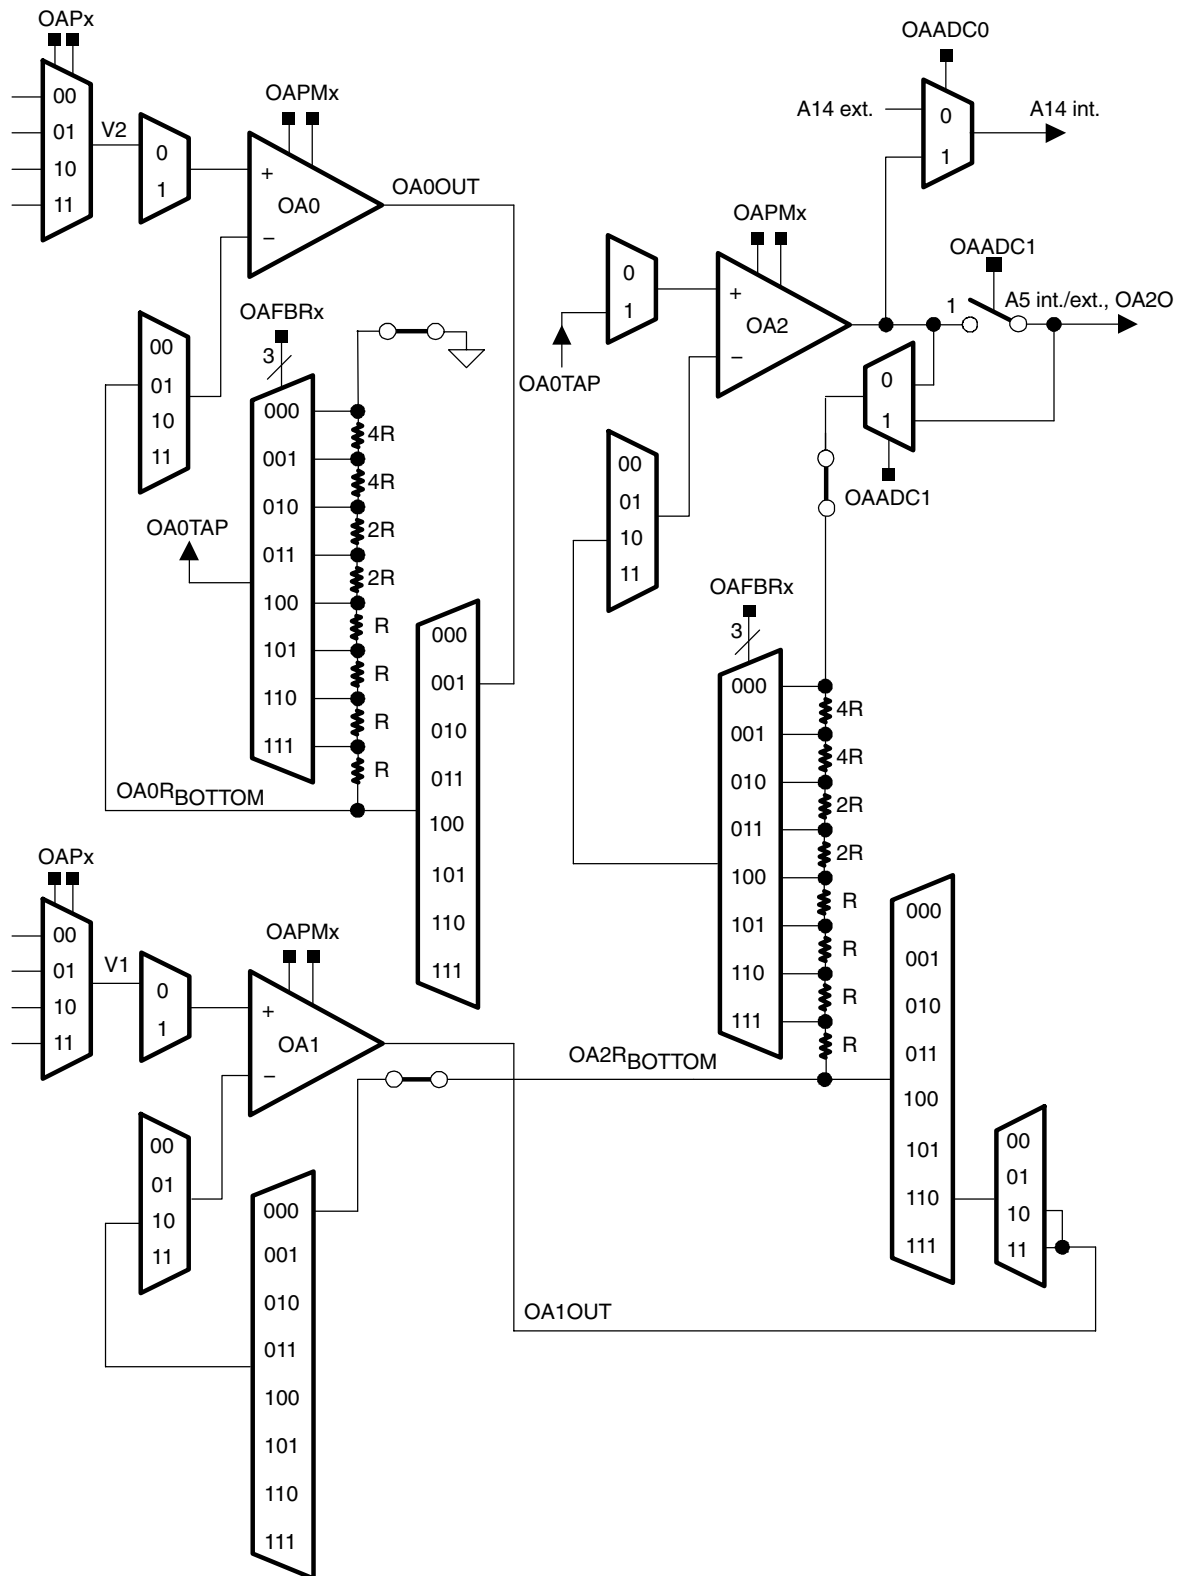 OAPx
00
01
10
11
V2
0
1
OAPMx
+
OA0
−
OA0OUT
00
01
10
11
OAFBRx
3
000
001
010
011
100
101
110
111
4R
4R
2R
2R
R
R
R
R
OA0TAP
OA0RBOTTOM
000
001
010
011
100
101
110
111
OAADC0
A14 ext.
0
1
A14 int.
OAPMx
0
1
OA0TAP
+
OA2
−
OAADC1
1
A5 int./ext., OA2O
0
1
OAADC1
00
01
10
11
OAFBRx
3
000
001
010
011
100
101
110
111
4R
4R
2R
2R
R
R
R
R
OA2RBOTTOM
000
001
010
011
100
101
110
111
00
01
10
11
OAPx
00
01
10
11
V1
0
1
OAPMx
+
OA1
−
00
01
10
11
000
001
010
011
100
101
110
111
OA1OUT